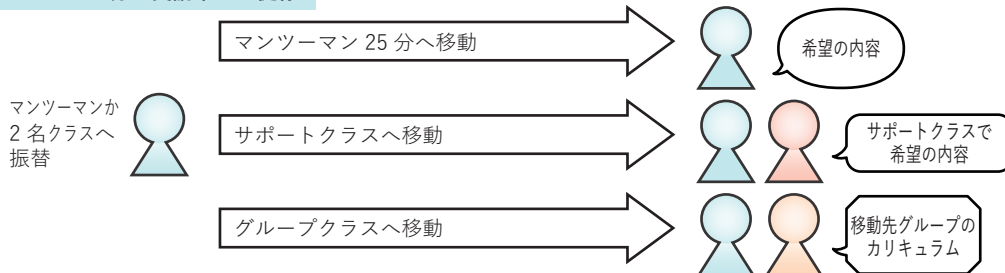 マンツーマン 25 分へ移動
希望の内容
マンツーマンか
2 名クラスへ
振替
サポートクラスへ移動
サポートクラスで
希望の内容
グループクラスへ移動
移動先グループの
カリキュラム